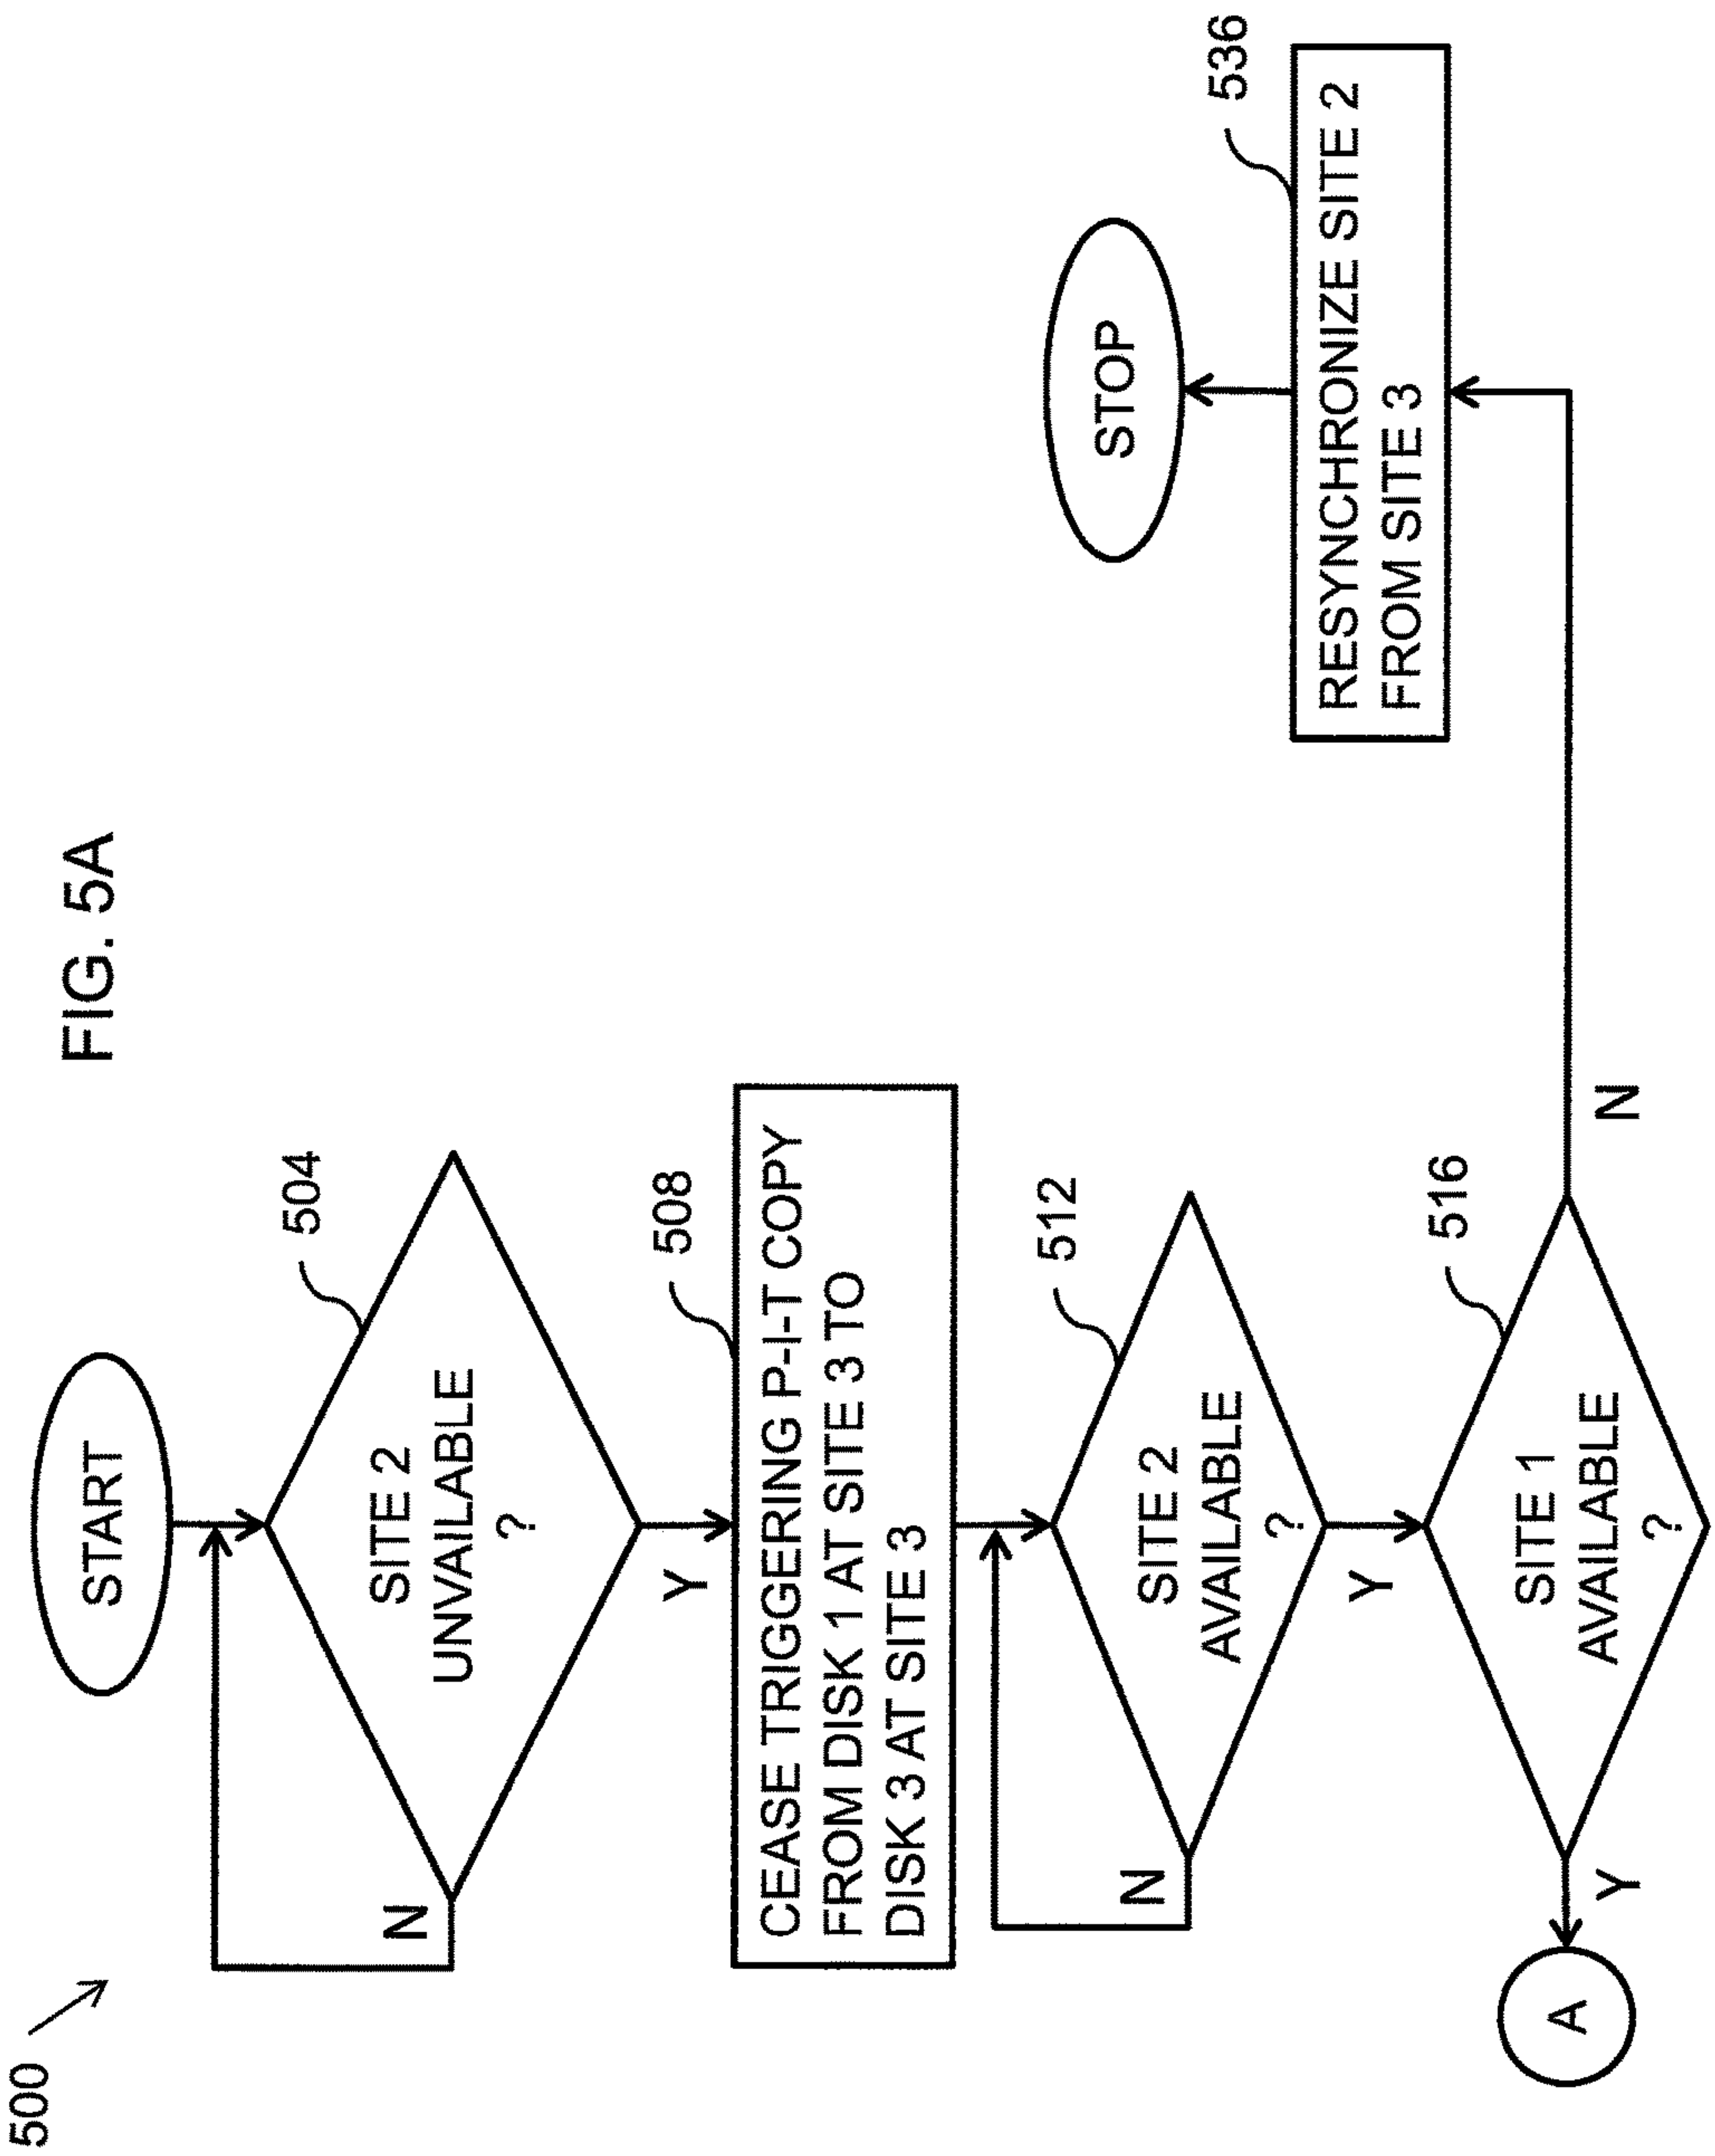 FIG. 5A
500
START
504
SITE 2
UNVAILABLE
?
N
Y
508
CEASE TRIGGERING P-I-T COPY
FROM DISK 1 AT SITE 3 TO
DISK 3 AT SITE 3
512
SITE 2
AVAILABLE
?
N
Y
516
SITE 1
AVAILABLE
?
Y
N
A
536
RESYNCHRONIZE SITE 2
FROM SITE 3
STOP